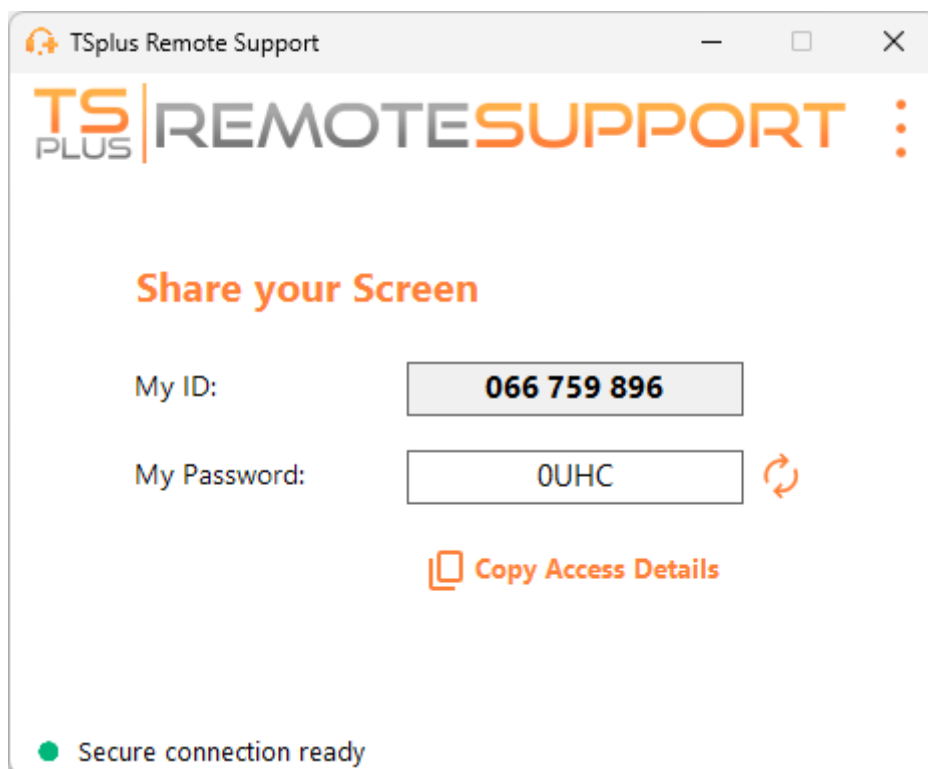 TSplus Remote Support
TS PLUS REMOTESUPPORT
Share your Screen
My ID: 066 759 896
My Password: 0UHC
Copy Access Details
Secure connection ready